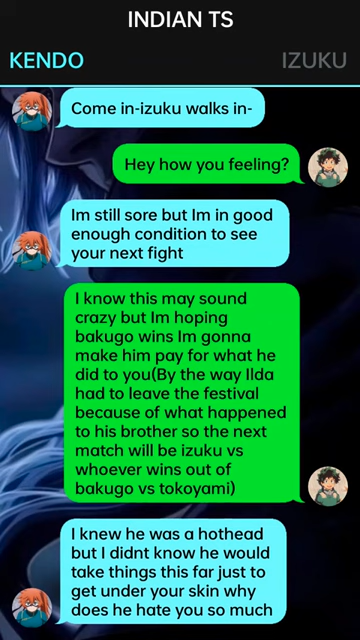 INDIAN TS
KENDO IZUKU
Come in-izuku walks in-
Hey how you feeling?
Im still sore but Im in good
enough condition to see
your next fight
I know this may sound
crazy but Im hoping
bakugo wins Im gonna
make him pay for what he
did to you(By the way Ilda
had to leave the festival
because of what happened
to his brother so the next
match will be izuku vs
whoever wins out of
bakugo vs tokoyami)
I knew he was a hothead
but I didnt know he would
take things this far just to
get under your skin why
does he hate you so much